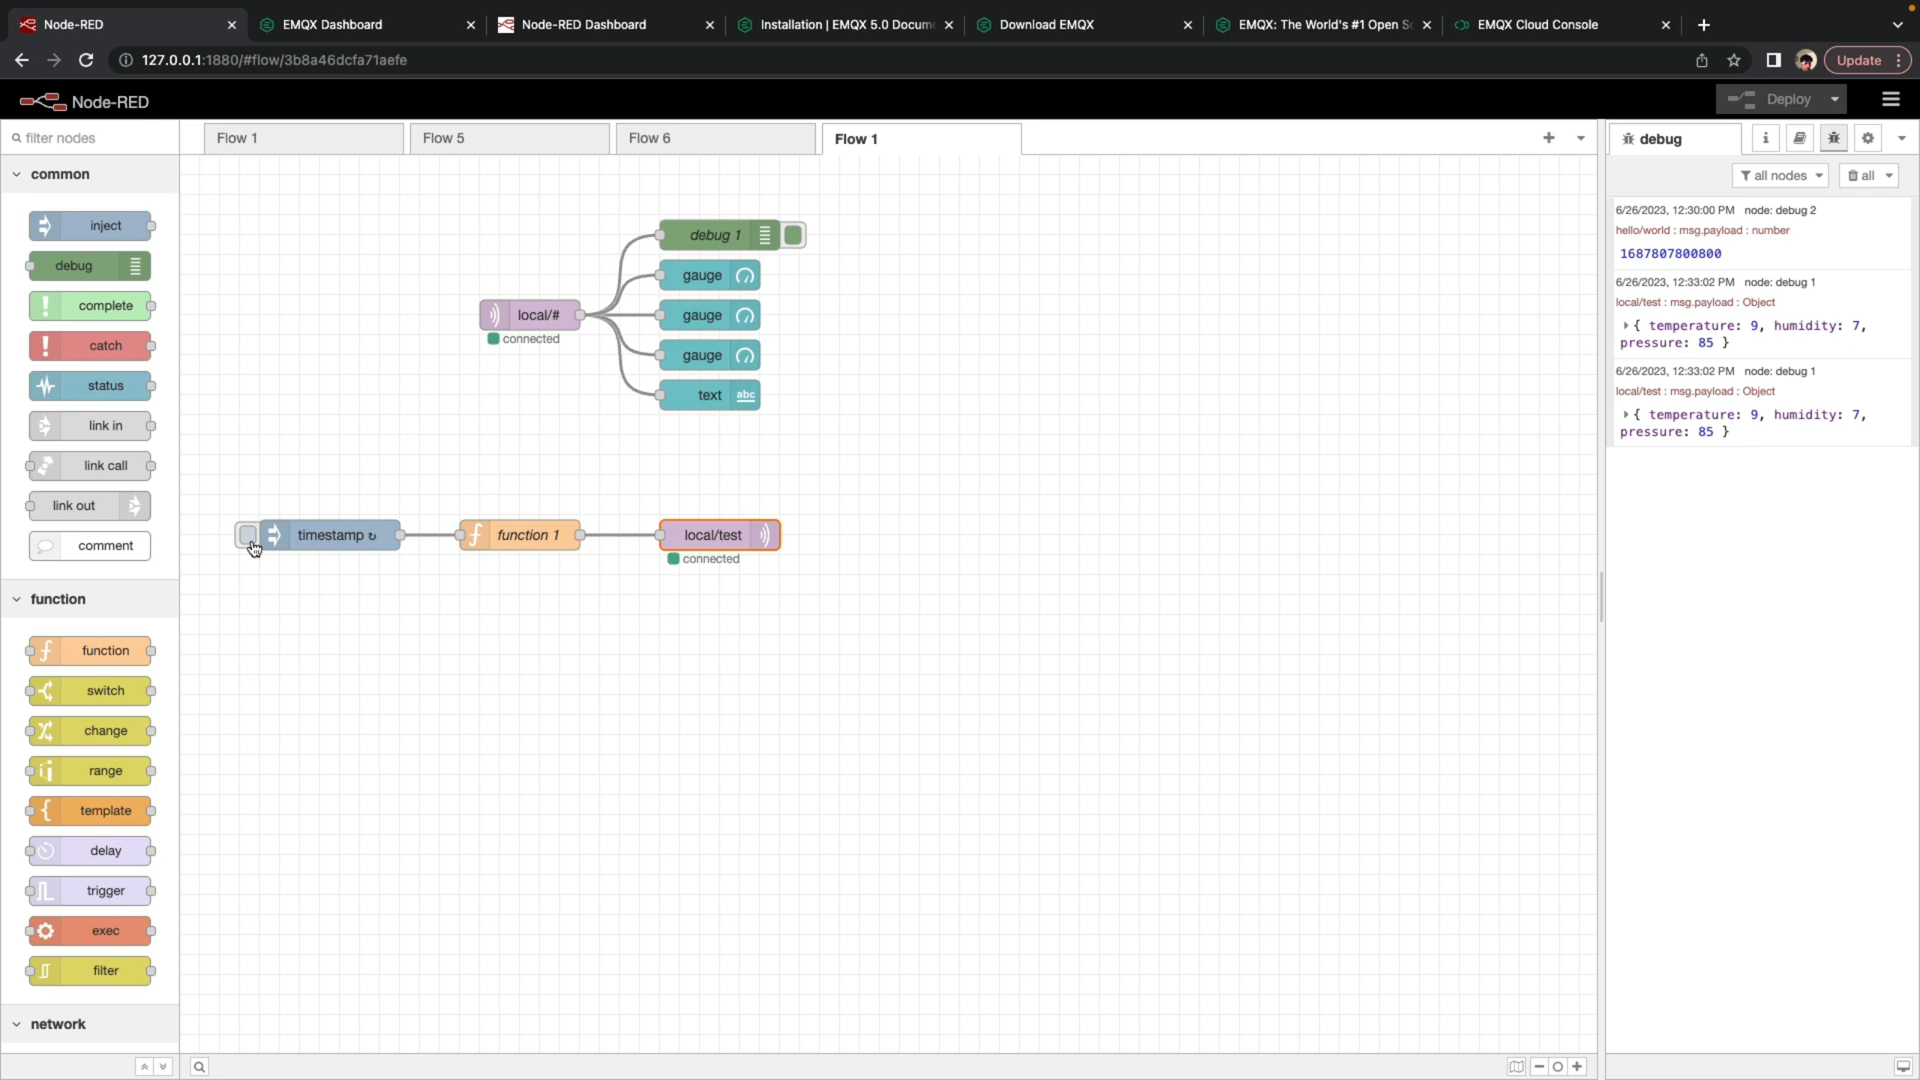 Node-RED
EMQX Dashboard
Node-RED Dashboard
Installation | EMQX 5.0 Docum
Download EMQX
EMQX: The World's #1 Open S
EMQX Cloud Console
127.0.0.1:1880/#flow/3b8a46dcfa71aefe
Update
Node-RED
Deploy
filter nodes
Flow 1
Flow 5
Flow 6
Flow 1
debug
all nodes
all
common
inject
debug
complete
catch
status
link in
link call
link out
comment
function
function
switch
change
range
template
delay
trigger
exec
filter
network
debug 1
gauge
local/#
gauge
connected
gauge
text
abc
timestamp ↻
function 1
local/test
connected
6/26/2023, 12:30:00 PM node: debug 2
hello/world : msg.payload : number
1687807800800
6/26/2023, 12:33:02 PM node: debug 1
local/test : msg.payload : Object
{ temperature: 9, humidity: 7,
pressure: 85 }
6/26/2023, 12:33:02 PM node: debug 1
local/test : msg.payload : Object
{ temperature: 9, humidity: 7,
pressure: 85 }